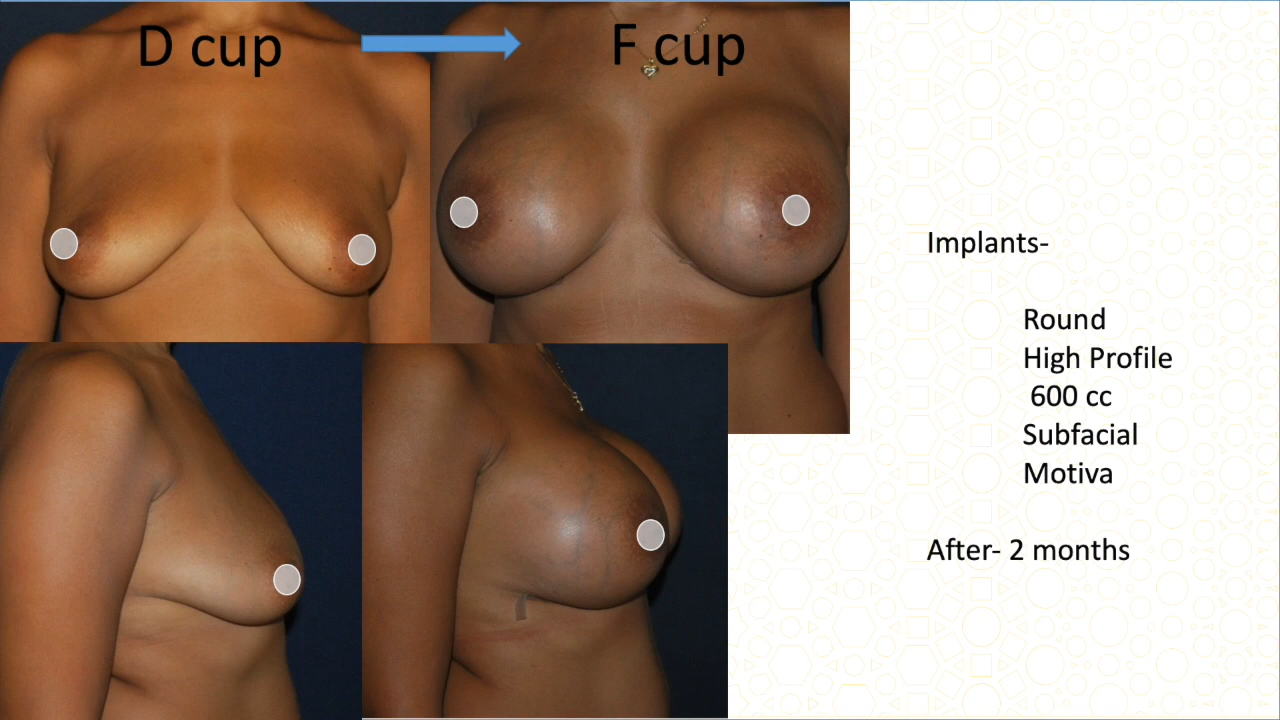 D cup
F cup
Implants-
Round
High Profile
600 cc
Subfacial
Motiva
After- 2 months